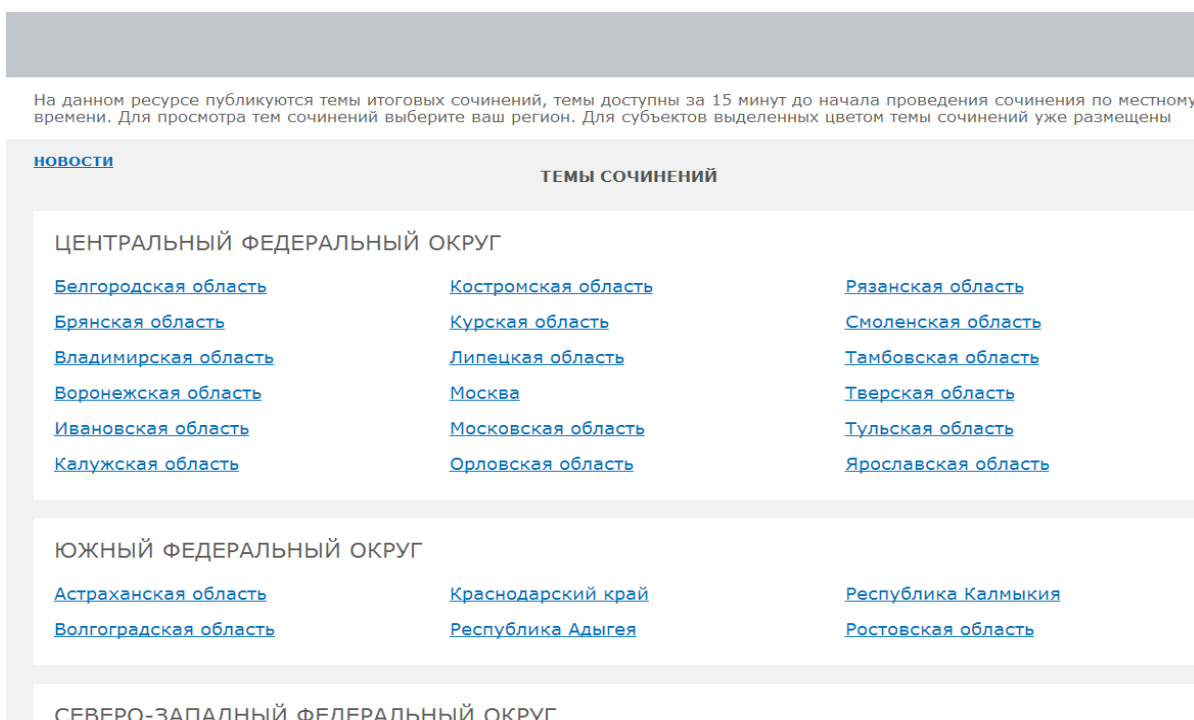 На данном ресурсе публикуются темы итоговых сочинений, темы доступны за 15 минут до начала проведения сочинения по местному
времени. Для просмотра тем сочинений выберите ваш регион. Для субъектов выделенных цветом темы сочинений уже размещены
НОВОСТИ
ТЕМЫ СОЧИНЕНИЙ
ЦЕНТРАЛЬНЫЙ ФЕДЕРАЛЬНЫЙ ОКРУГ
Белгородская область Костромская область Рязанская область
Брянская область Курская область Смоленская область
Владимирская область Липецкая область Тамбовская область
Воронежская область Москва Тверская область
Ивановская область Московская область Тульская область
Калужская область Орловская область Ярославская область
ЮЖНЫЙ ФЕДЕРАЛЬНЫЙ ОКРУГ
Астраханская область Краснодарский край Республика Калмыкия
Волгоградская область Республика Адыгея Ростовская область
СЕВЕРО-ЗАПАДНЫЙ ФЕДЕРАЛЬНЫЙ ОКРУГ